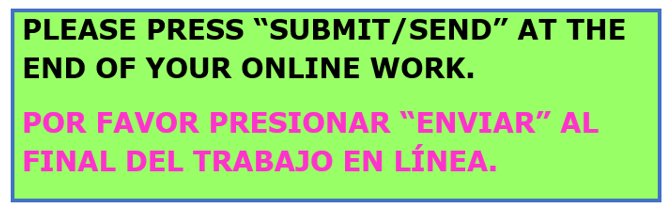 PLEASE PRESS “SUBMIT/SEND” AT THE
END OF YOUR ONLINE WORK.
POR FAVOR PRESIONAR “ENVIAR” AL
FINAL DEL TRABAJO EN LÍNEA.